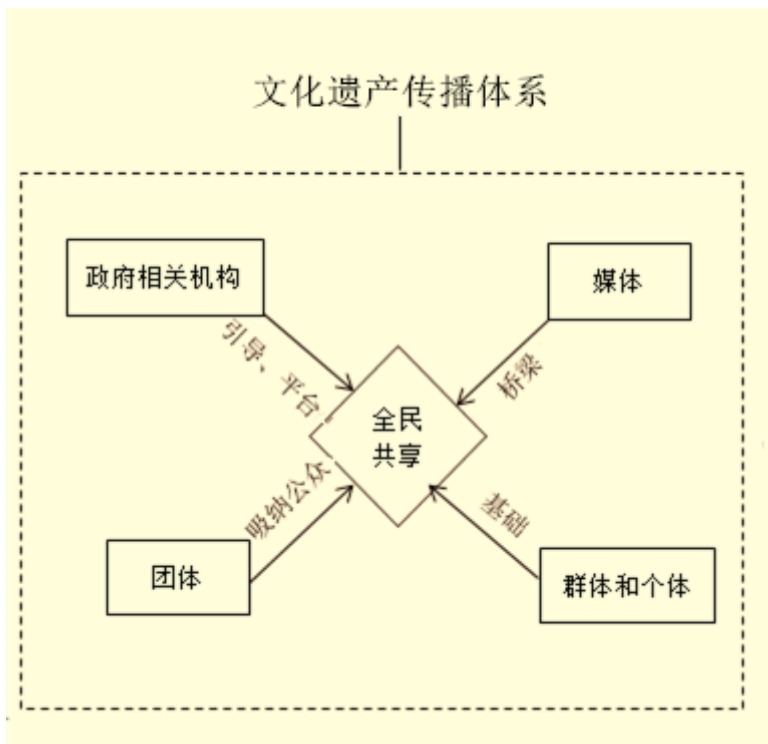 文化遗产传播体系
政府相关机构
媒体
引导、平台
桥梁
全民
共享
吸纳公众
基础
团体
群体和个体